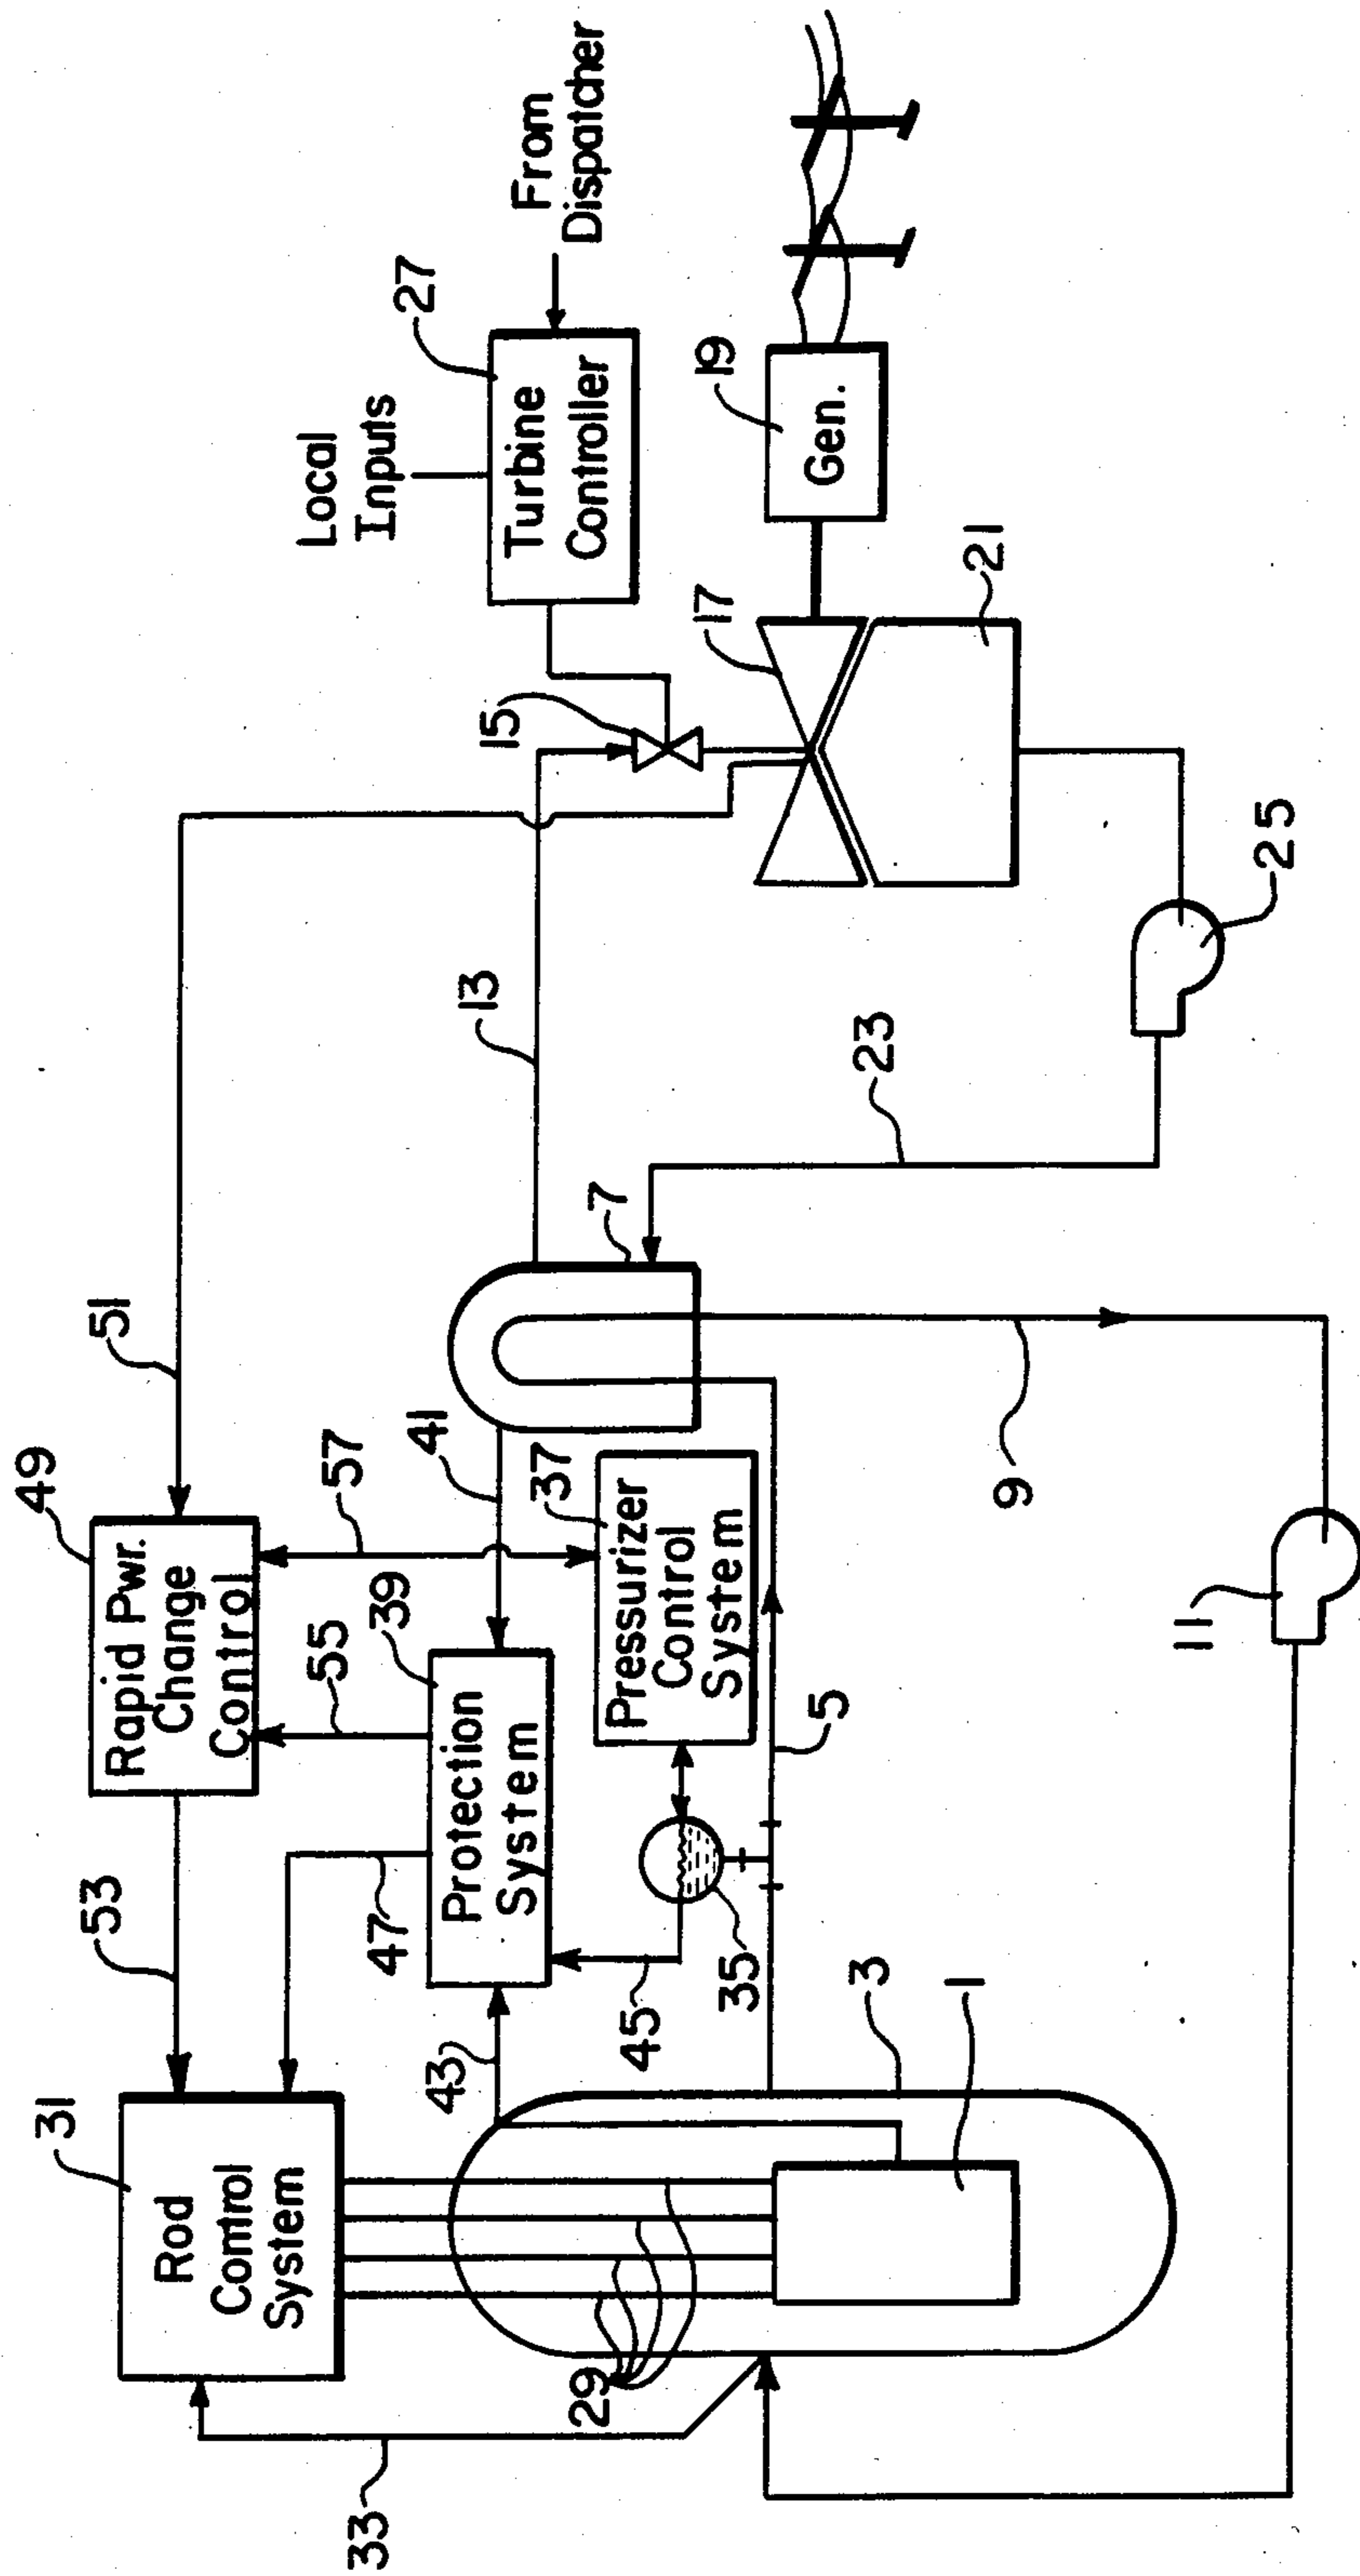 31
Rod
Control
System
33
29
53
49
Rapid Pwr.
Change
Control
51
47
55
57
39
Protection
System
41
43
45
35
37
Pressurizer
Control
System
3
1
5
7
9
11
13
23
25
15
17
21
19
Gen.
27
Turbine
Controller
Local
Inputs
From
Dispatcher